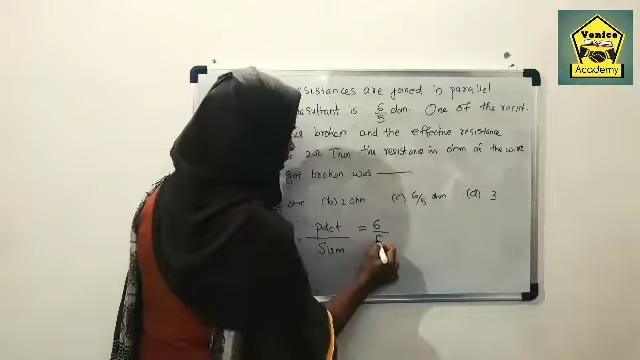 Venice
Academy
sistances are joined in parallel
sultant is 6/5 ohm. One of the resist.
broken and the effective resistance
2Ω Then the resistance in ohm of the wire
got broken was
ohm (b) 2 ohm (c) 6/5 ohm (d) 3
pdct = 6
Sum 5